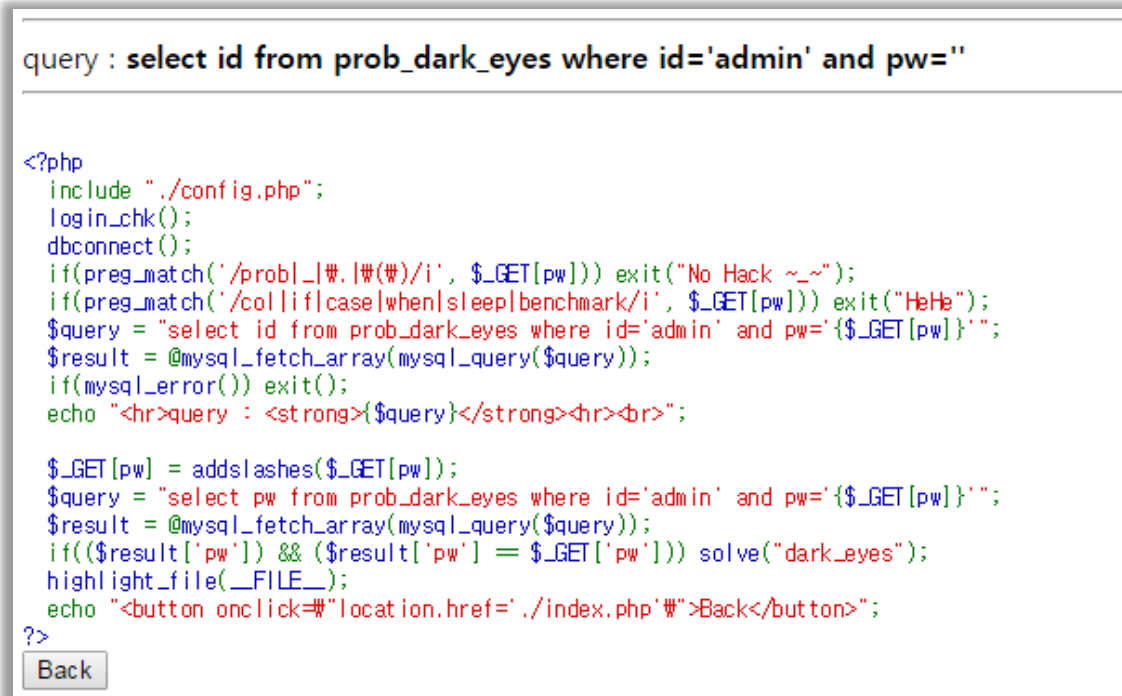 query : select id from prob_dark_eyes where id='admin' and pw=''
<?php
  include "./config.php";
  login_chk();
  dbconnect();
  if(preg_match('/prob|_|₩.|₩(₩)/i', $_GET[pw])) exit("No Hack ~_~");
  if(preg_match('/col|if|case|when|sleep|benchmark/i', $_GET[pw])) exit("HeHe");
  $query = "select id from prob_dark_eyes where id='admin' and pw='{$_GET[pw]}'";
  $result = @mysql_fetch_array(mysql_query($query));
  if(mysql_error()) exit();
  echo "<hr>query : <strong>{$query}</strong><hr><br>";
  $_GET[pw] = addslashes($_GET[pw]);
  $query = "select pw from prob_dark_eyes where id='admin' and pw='{$_GET[pw]}'";
  $result = @mysql_fetch_array(mysql_query($query));
  if(($result['pw']) && ($result['pw'] == $_GET['pw'])) solve("dark_eyes");
  highlight_file(__FILE__);
  echo "<button onclick=₩"location.href='./index.php'₩">Back</button>";
?>
Back